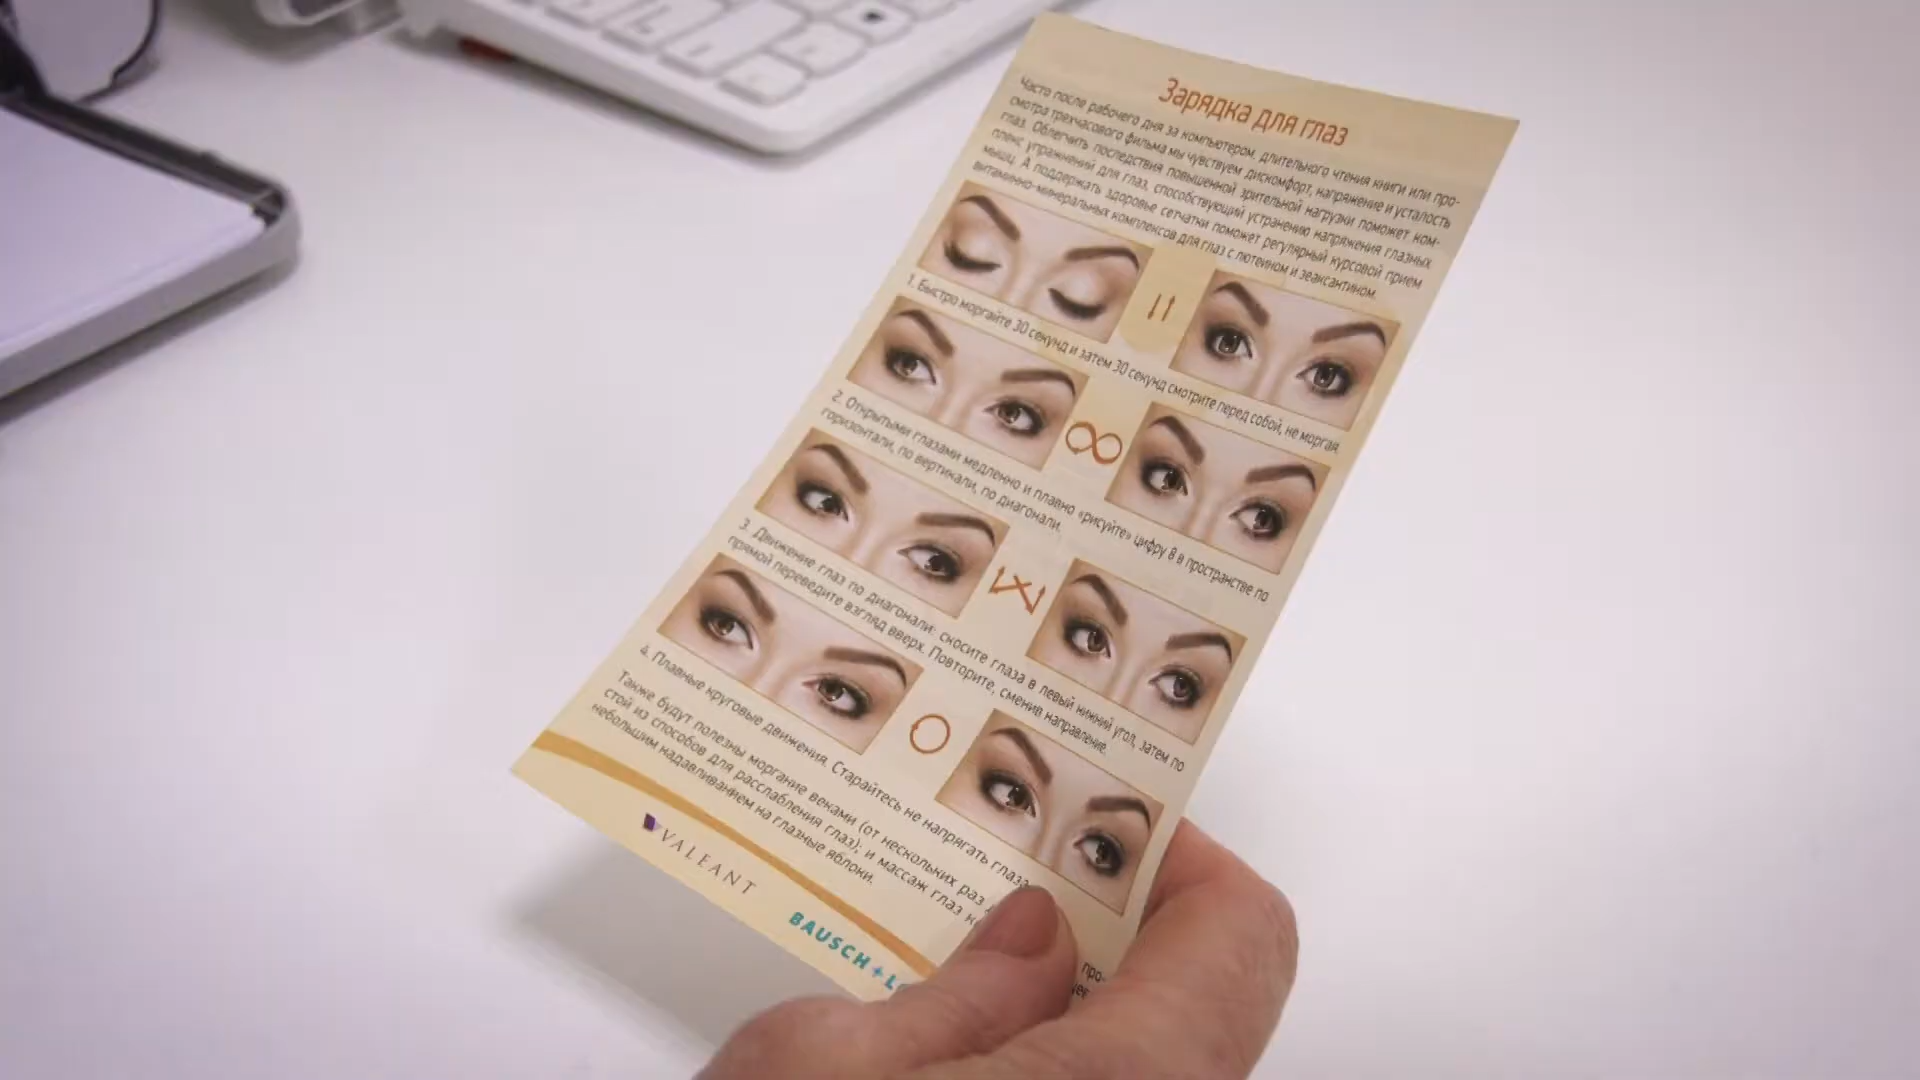 Зарядка для глаз
Часто после рабочего дня за компьютером, длительного чтения книги или про-
смотра трехчасового фильма мы чувствуем дискомфорт, напряжение и усталость
глаз. Облегчить последствия повышенной зрительной нагрузки поможет ком-
плекс упражнений для глаз, способствующий устранению напряжения глазных
мышц. А поддержать здоровье сетчатки поможет регулярный курсовой прием
витаминно-минеральных комплексов для глаз с лютеином и зеаксантином.
1. Быстро моргайте 30 секунд и затем 30 секунд смотрите перед собой, не моргая.
2. Открытыми глазами медленно и плавно «рисуйте» цифру 8 в пространстве по
горизонтали, по вертикали, по диагонали.
3. Движение глаз по диагонали: скосите глаза в левый нижний угол, затем по
прямой переведите взгляд вверх. Повторите, сменив направление.
4. Плавные круговые движения. Старайтесь не напрягать глаза.
Также будут полезны моргание веками (от нескольких раз
стой из способов для расслабления глаз); и массаж глаз
небольшим надавливанием на глазные яблоки.
про-
VALEANT
BAUSCH+LO